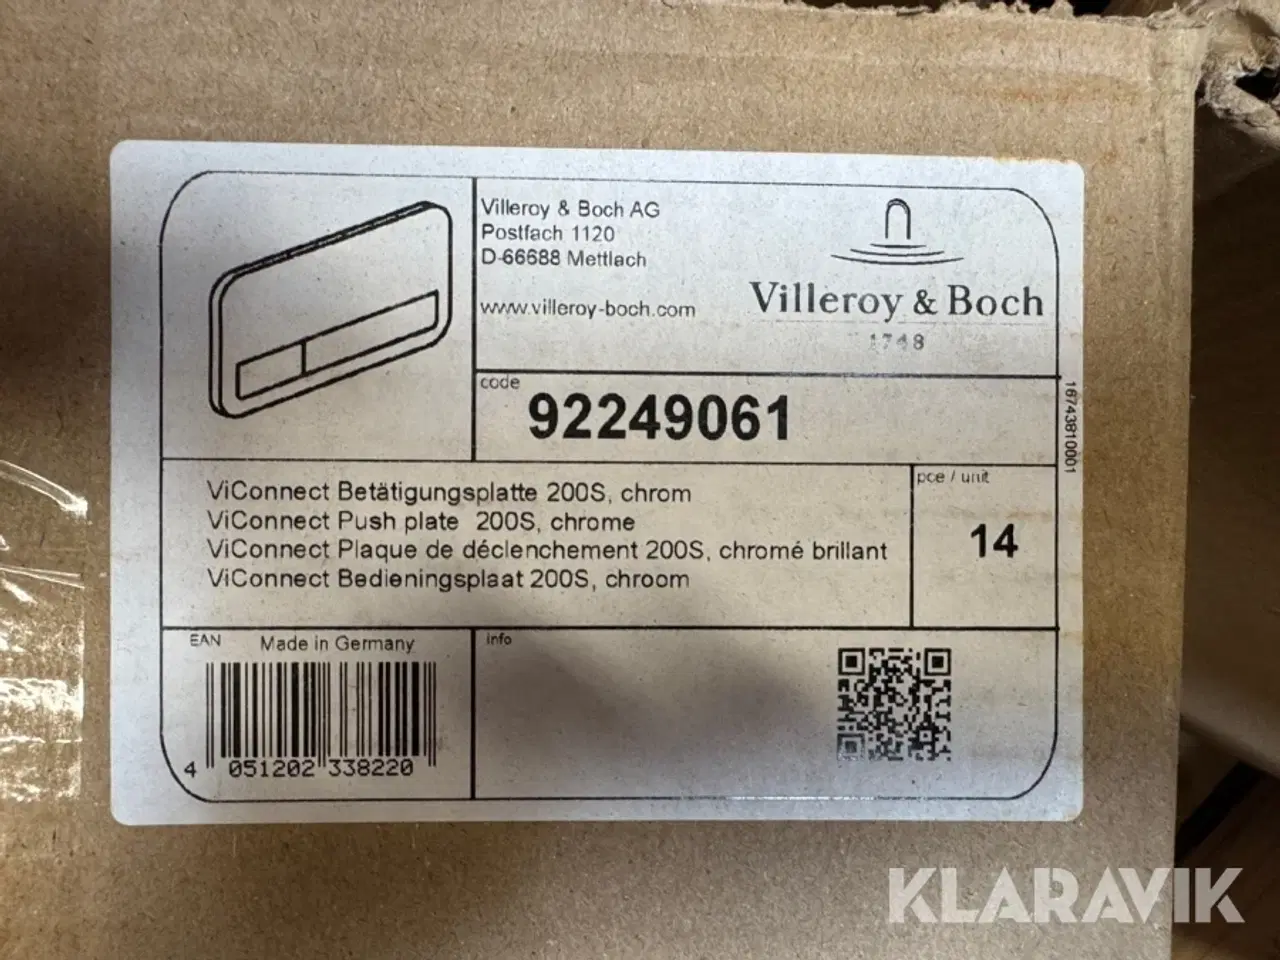 Villeroy & Boch AG
Postfach 1120
D-66688 Mettlach
www.villeroy-boch.com
Villeroy & Boch
1748
code
92249061
16743810001
ViConnect Betätigungsplatte 200S, chrom
ViConnect Push plate 200S, chrome
ViConnect Plaque de déclenchement 200S, chromé brillant
ViConnect Bedieningsplaat 200S, chroom
pce / unit
14
EAN Made in Germany
4 051202 338220
info
KLARAVIK